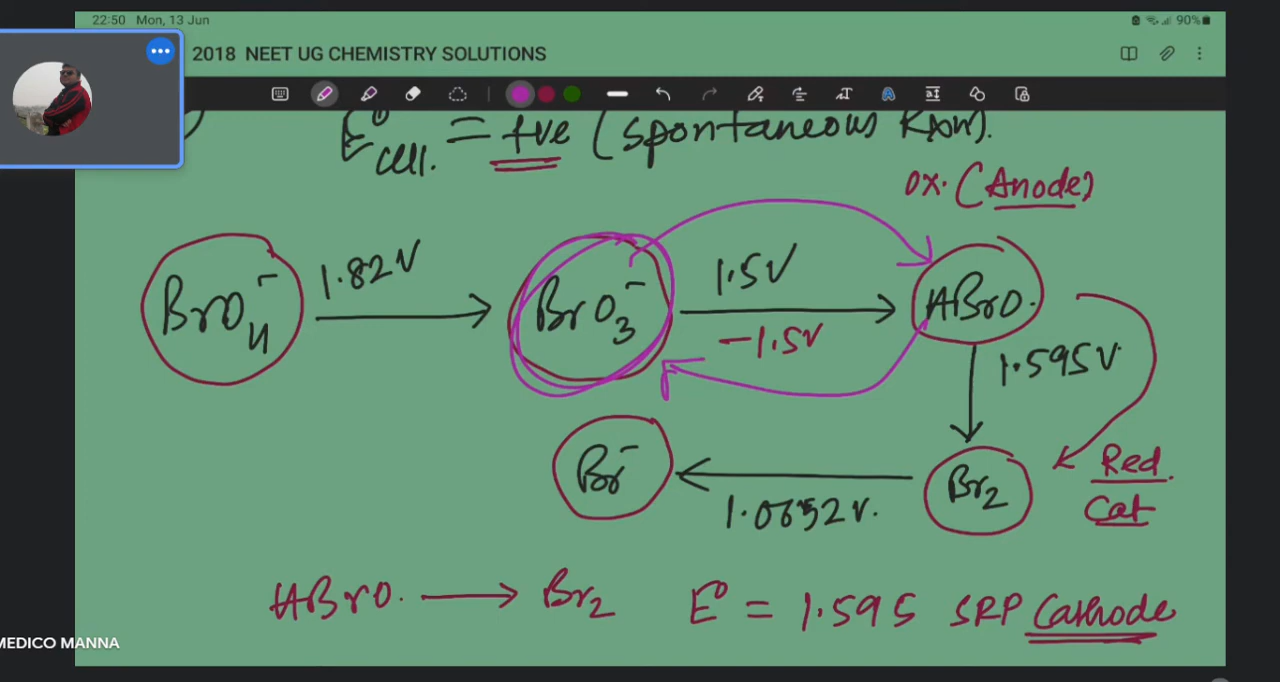 22:50 Mon, 13 Jun
90%
2018 NEET UG CHEMISTRY SOLUTIONS
E°cell. = +ve (spontaneous Rxn).
ox. (Anode)
BrO4⁻ 1.82V BrO3⁻ 1.5V HBrO.
-1.5V
1.595V.
Br⁻ 1.0652V. Br2 Red.
Cat
HBrO. → Br2 E° = 1.595 SRP Cathode
MEDICO MANNA